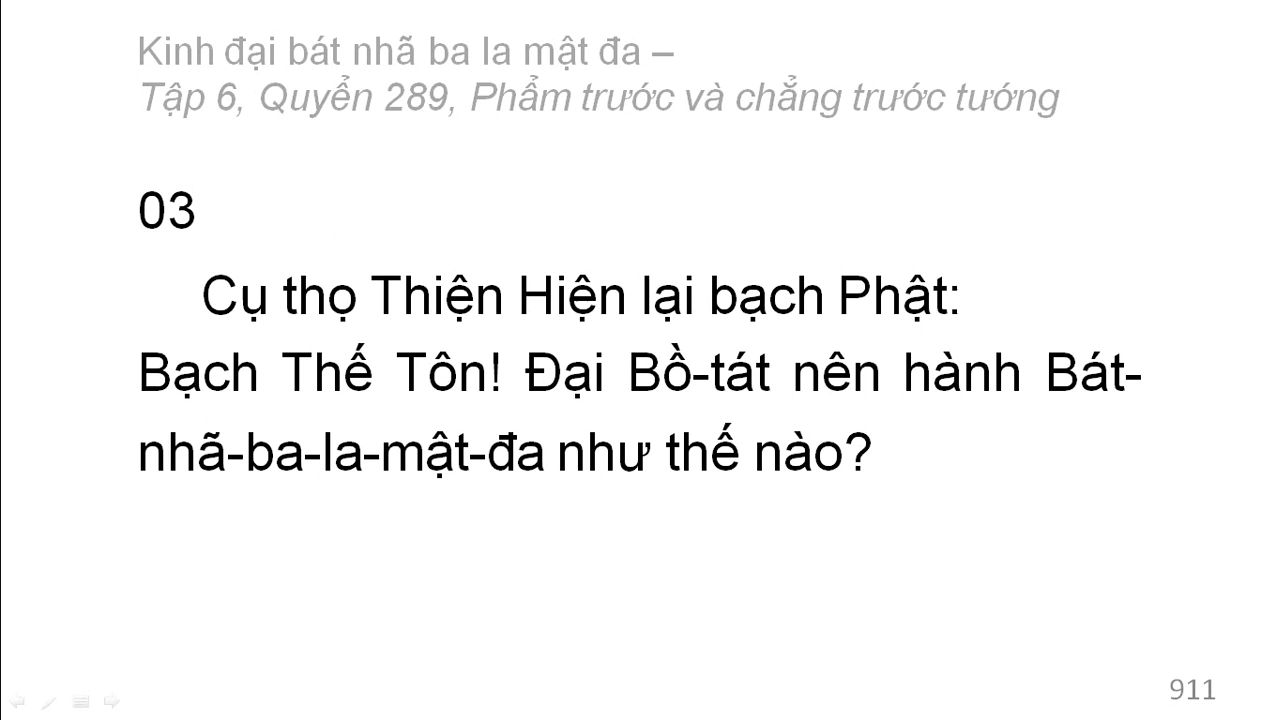 Kinh đại bát nhã ba la mật đa –
Tập 6, Quyển 289, Phẩm trước và chẳng trước tướng
03
Cụ thọ Thiện Hiện lại bạch Phật:
Bạch Thế Tôn! Đại Bồ-tát nên hành Bát-
nhã-ba-la-mật-đa như thế nào?
911